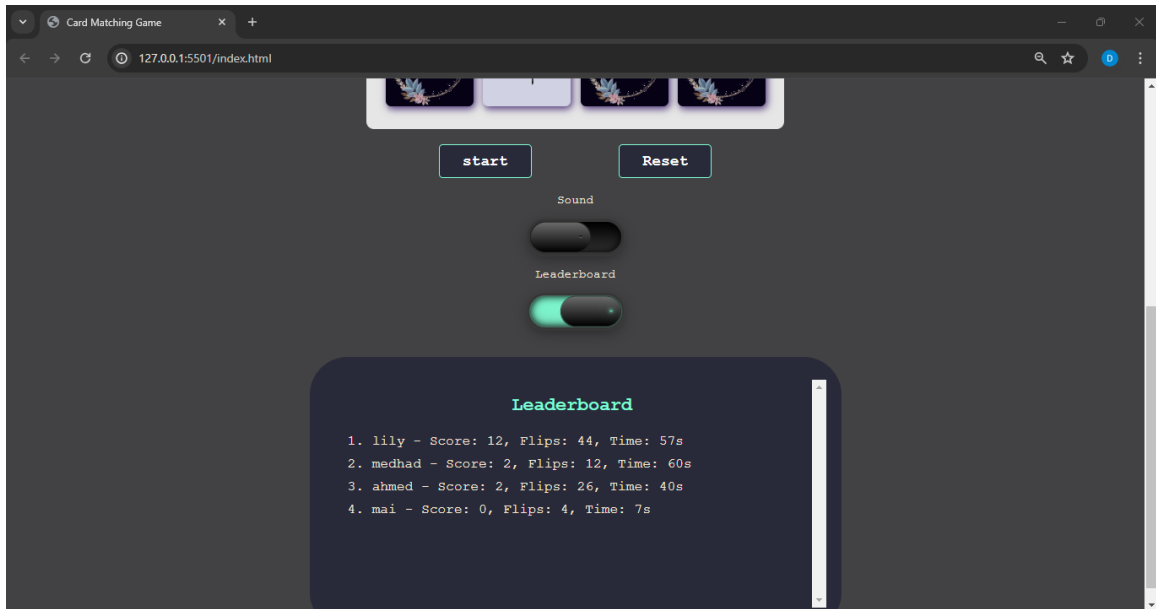 Card Matching Game
127.0.0.1:5501/index.html
D
start Reset
Sound
Leaderboard
Leaderboard
1. lily - Score: 12, Flips: 44, Time: 57s
2. medhad - Score: 2, Flips: 12, Time: 60s
3. ahmed - Score: 2, Flips: 26, Time: 40s
4. mai - Score: 0, Flips: 4, Time: 7s